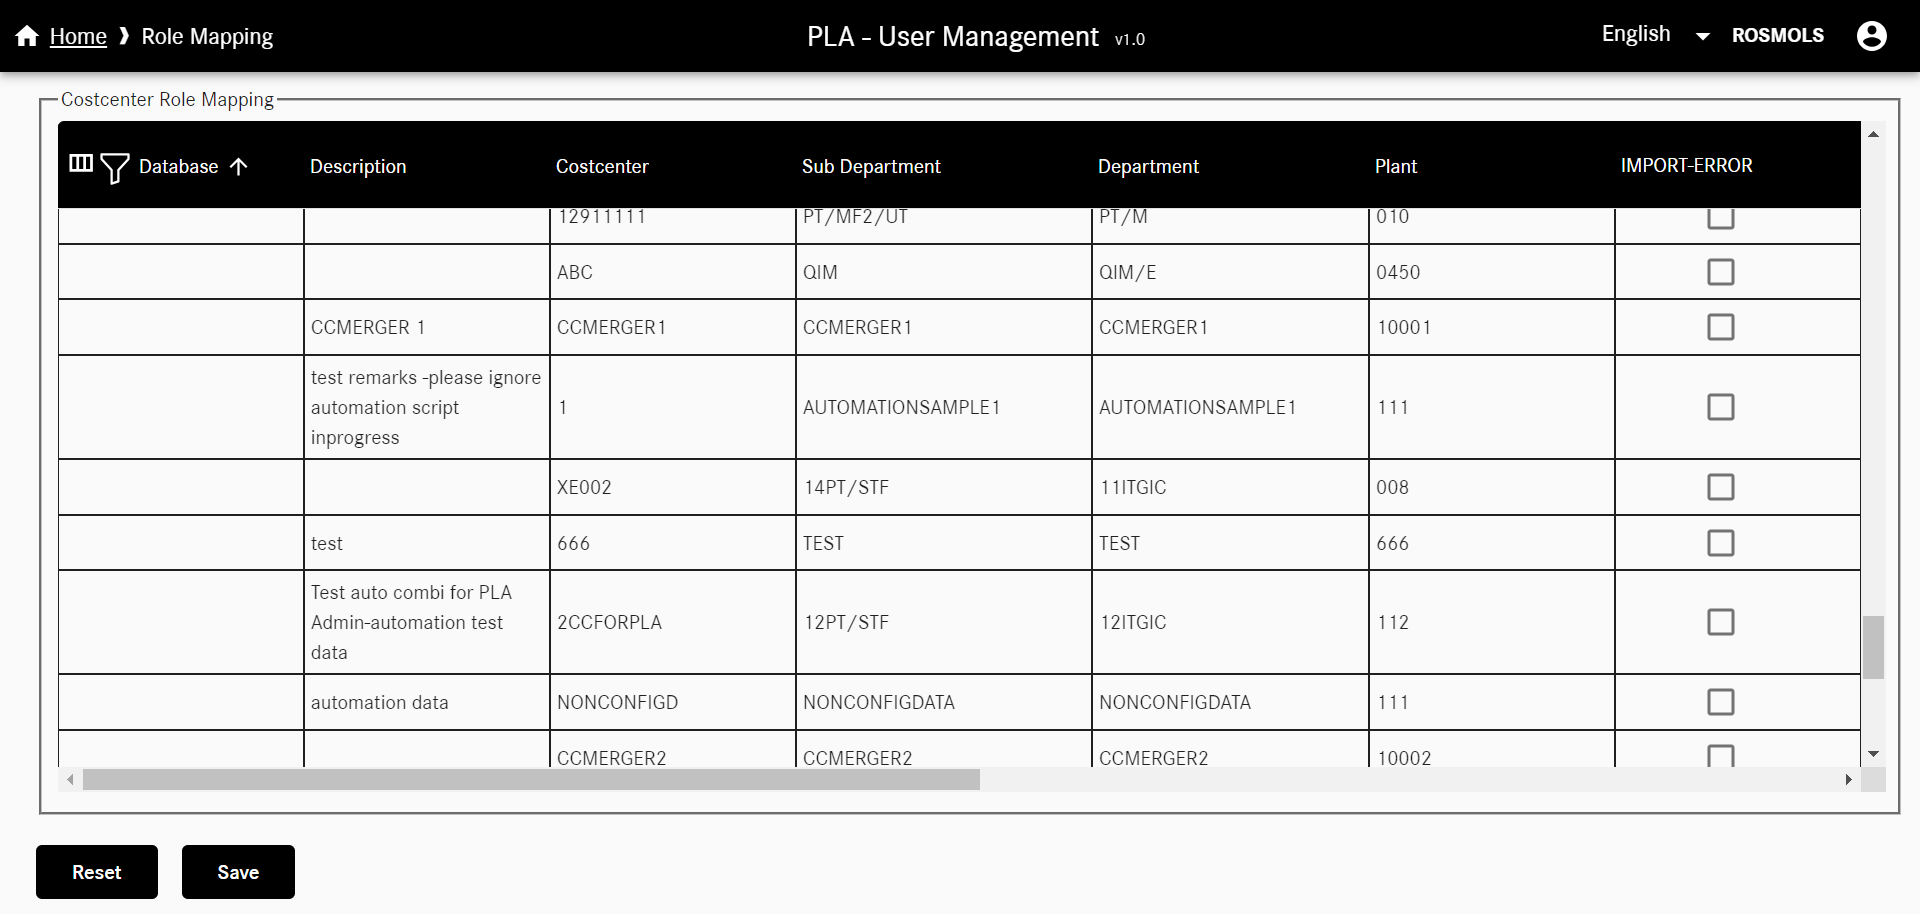 Home ❱ Role Mapping
PLA - User Management v1.0
English
ROSMOLS
Costcenter Role Mapping
Database Description Costcenter Sub Department Department Plant IMPORT-ERROR
12911111 PT/MF2/UT PT/M 010
ABC QIM QIM/E 0450
CCMERGER 1 CCMERGER1 CCMERGER1 CCMERGER1 10001
test remarks -please ignore
automation script
inprogress
1 AUTOMATIONSAMPLE1 AUTOMATIONSAMPLE1 111
XE002 14PT/STF 11ITGIC 008
test 666 TEST TEST 666
Test auto combi for PLA
Admin-automation test
data
2CCFORPLA 12PT/STF 12ITGIC 112
automation data NONCONFIGD NONCONFIGDATA NONCONFIGDATA 111
CCMERGER2 CCMERGER2 CCMERGER2 10002
Reset Save